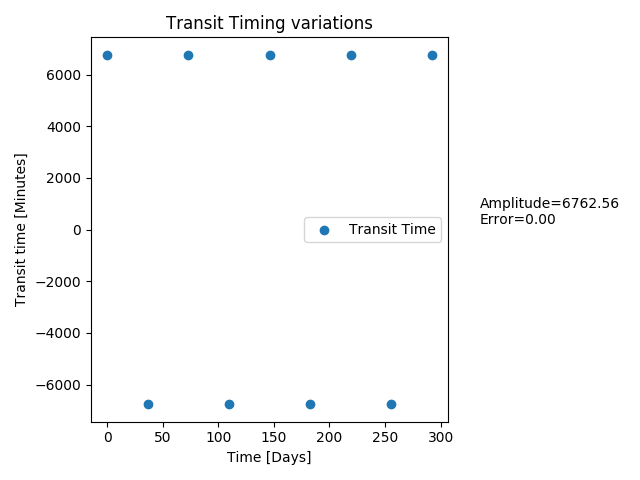 Transit Timing variations
Transit time [Minutes]
6000
4000
2000
0
−2000
−4000
−6000
Transit Time
Amplitude=6762.56
Error=0.00
0 50 100 150 200 250 300
Time [Days]